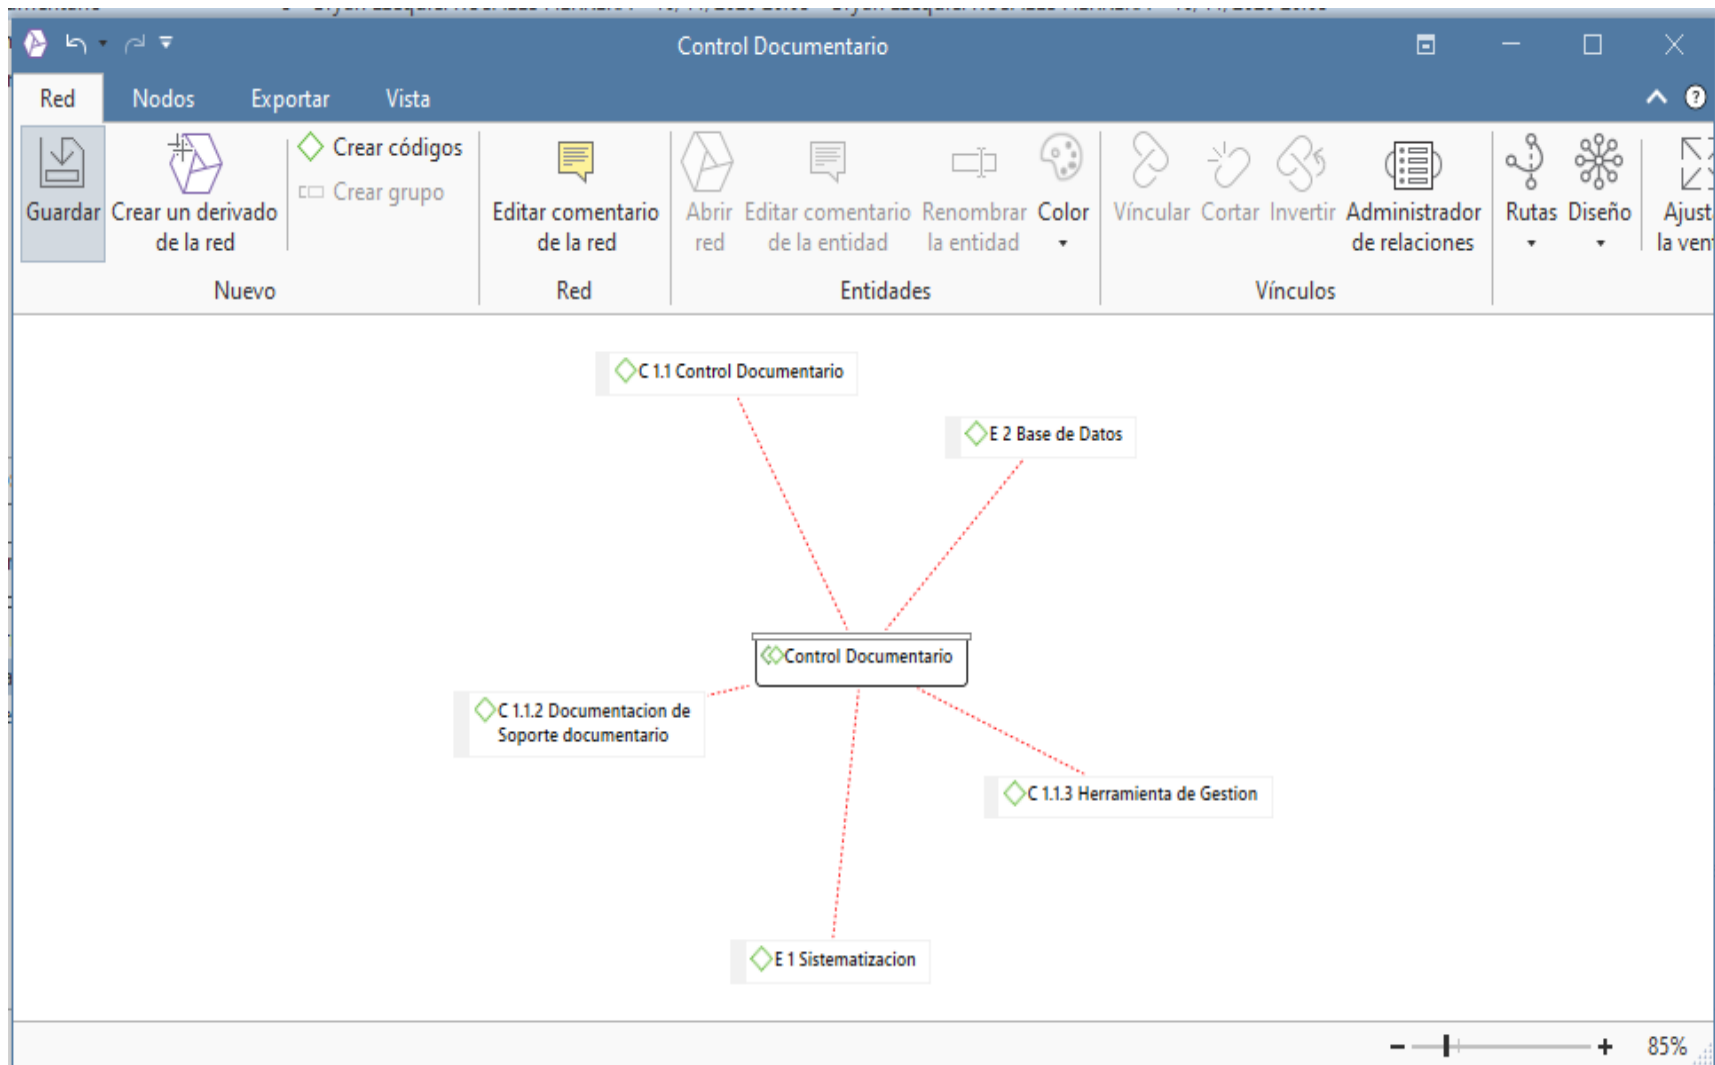 Control Documentario
Red Nodos Exportar Vista
Guardar
Crear un derivado
de la red
Crear códigos
Crear grupo
Nuevo
Editar comentario
de la red
Red
Abrir
red
Editar comentario
de la entidad
Renombrar
la entidad
Color
Entidades
Víncular
Cortar
Invertir
Administrador
de relaciones
Vínculos
Rutas
Diseño
C 1.1 Control Documentario
E 2 Base de Datos
Control Documentario
C 1.1.2 Documentacion de
Soporte documentario
C 1.1.3 Herramienta de Gestion
E 1 Sistematizacion
85%